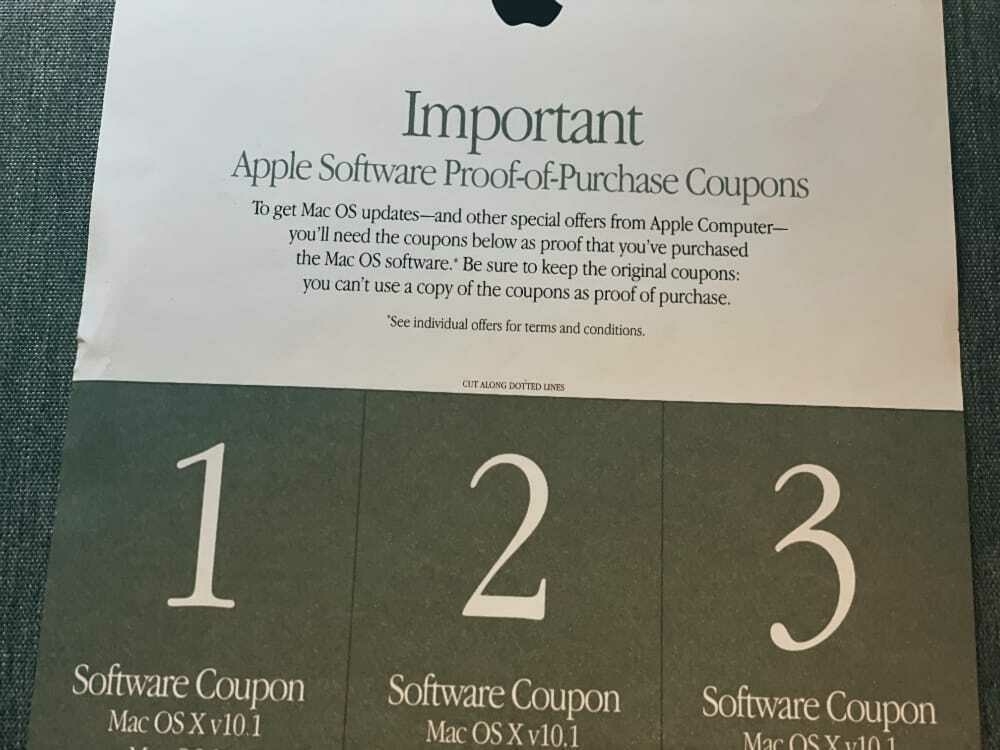 Important
Apple Software Proof-of-Purchase Coupons
To get Mac OS updates—and other special offers from Apple Computer—
you'll need the coupons below as proof that you've purchased
the Mac OS software.* Be sure to keep the original coupons:
you can't use a copy of the coupons as proof of purchase.
*See individual offers for terms and conditions.
CUT ALONG DOTTED LINES
1
2
3
Software Coupon
Software Coupon
Software Coupon
Mac OS X v10.1
Mac OS X v10.1
Mac OS X v10.1